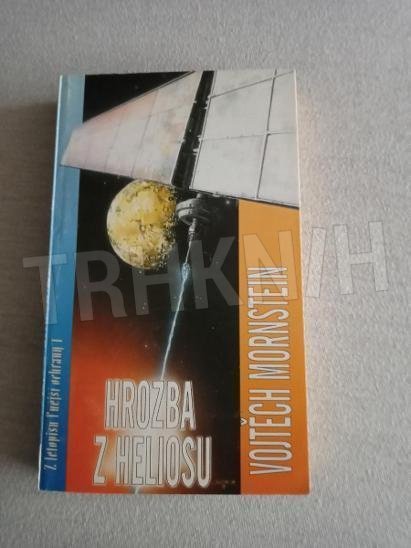 Z letopisů Vnější ochrany 1
HROZBA
Z HELIOSU
VOJTĚCH MORNSTEIN
TRHKNIH